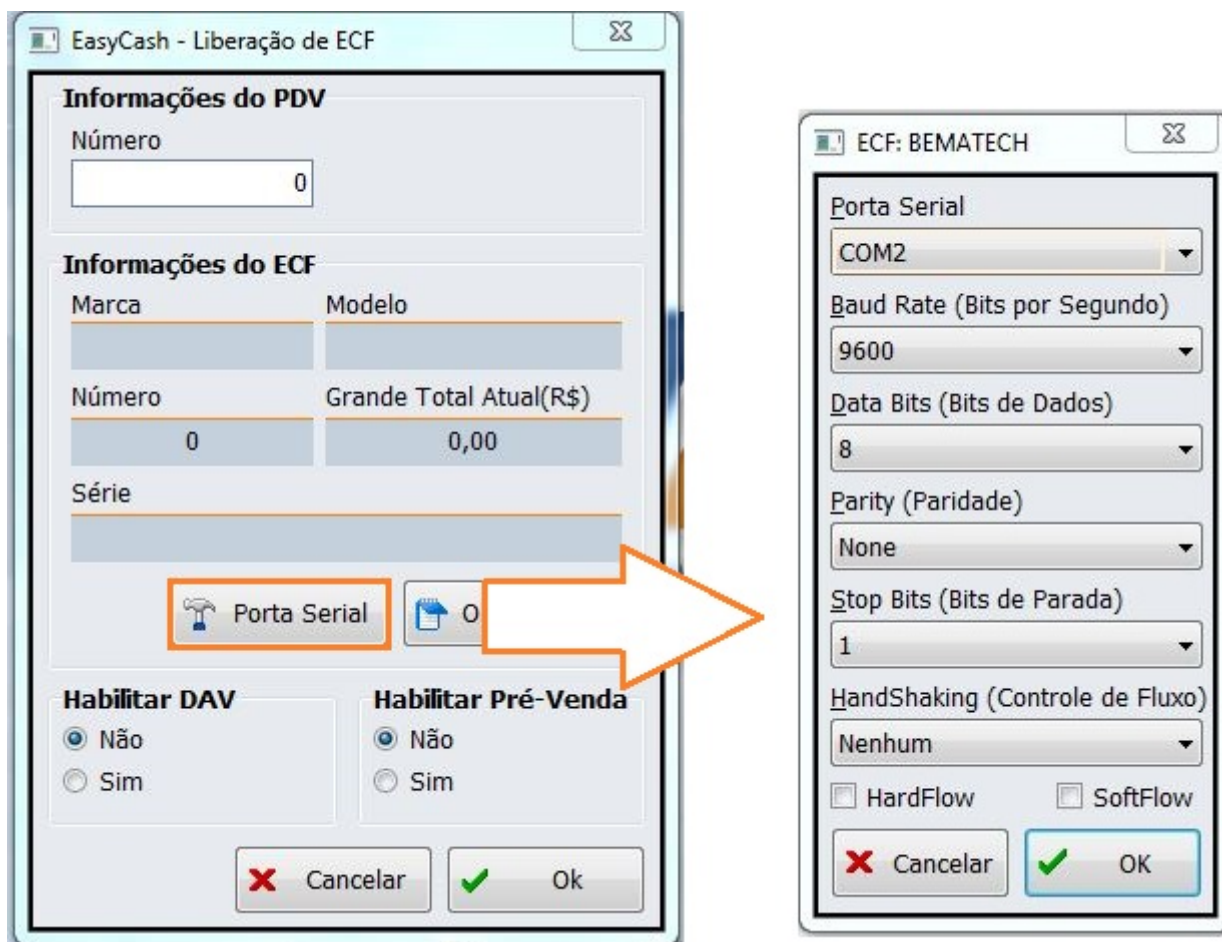 EasyCash - Liberação de ECF
Informações do PDV
Número
0
Informações do ECF
Marca Modelo
Número Grande Total Atual(R$)
0 0,00
Série
Porta Serial
Habilitar DAV Habilitar Pré-Venda
Não Não
Sim Sim
Cancelar Ok
ECF: BEMATECH
Porta Serial
COM2
Baud Rate (Bits por Segundo)
9600
Data Bits (Bits de Dados)
8
Parity (Paridade)
None
Stop Bits (Bits de Parada)
1
HandShaking (Controle de Fluxo)
Nenhum
HardFlow SoftFlow
Cancelar OK